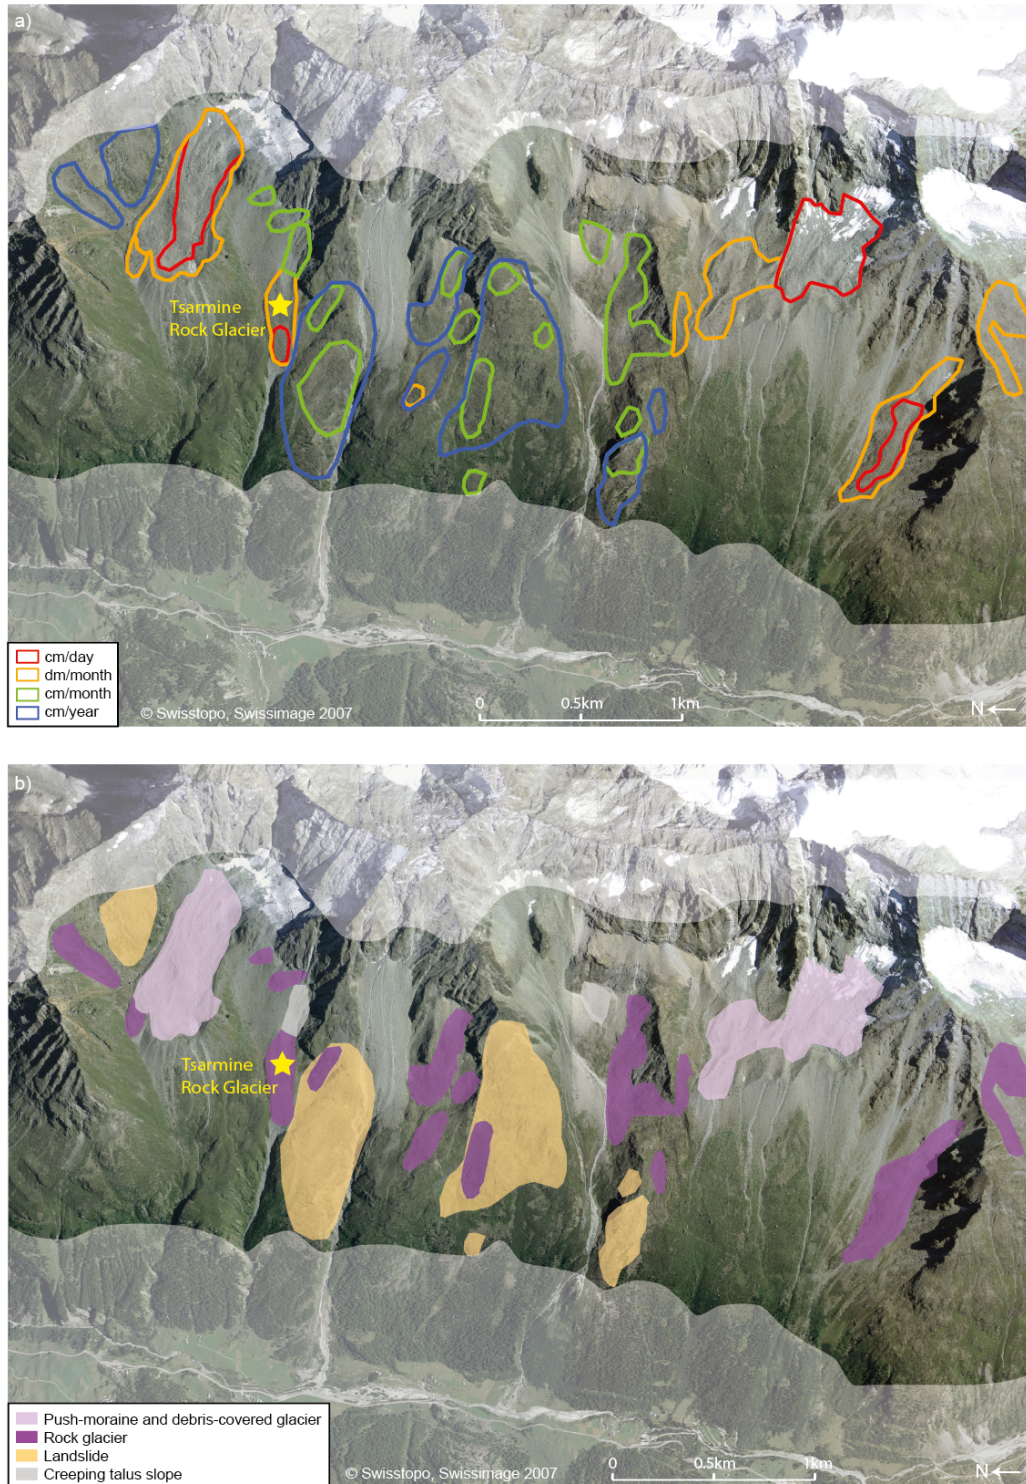 a)
Tsarmine
Rock Glacier
cm/day
dm/month
cm/month
cm/year
© Swisstopo, Swissimage 2007
0 0.5km 1km
N ←
b)
Tsarmine
Rock Glacier
Push-moraine and debris-covered glacier
Rock glacier
Landslide
Creeping talus slope
© Swisstopo, Swissimage 2007
0 0.5km 1km
N ←